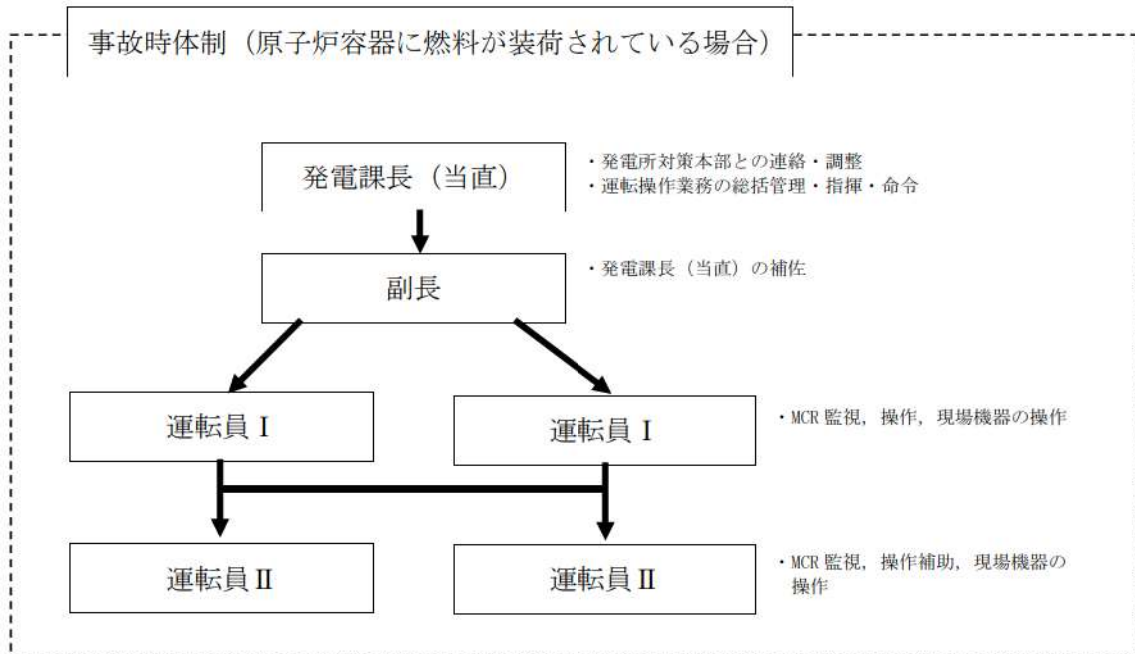 事故時体制(原子炉容器に燃料が装荷されている場合)
発電課長(当直)
・発電所対策本部との連絡・調整
・運転操作業務の総括管理・指揮・命令
副長
・発電課長(当直)の補佐
運転員Ⅰ
運転員Ⅰ
・MCR 監視,操作,現場機器の操作
運転員Ⅱ
運転員Ⅱ
・MCR 監視,操作補助,現場機器の
操作